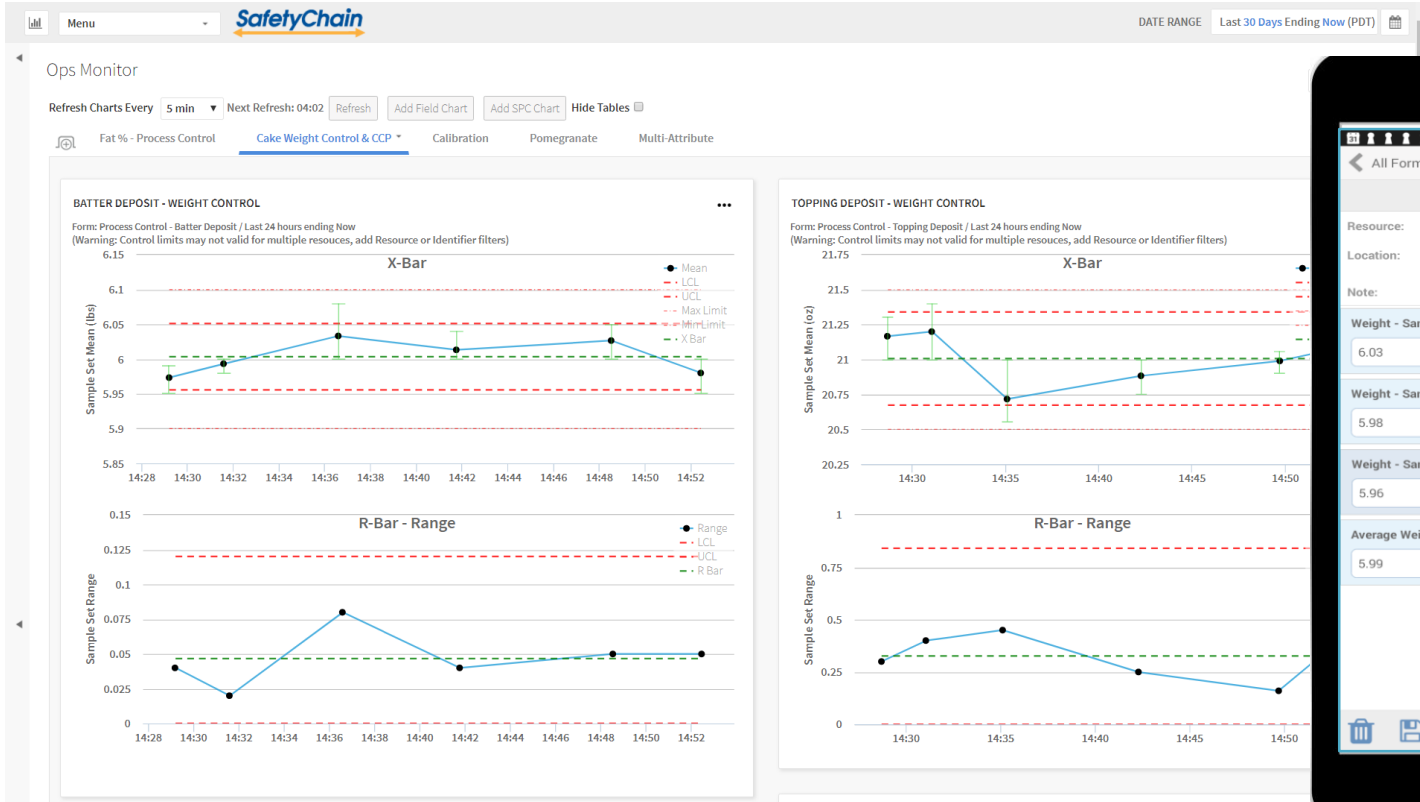 Menu
SafetyChain
DATE RANGE Last 30 Days Ending Now (PDT)
Ops Monitor
Refresh Charts Every 5 min Next Refresh: 04:02 Refresh Add Field Chart Add SPC Chart Hide Tables
Fat % - Process Control Cake Weight Control & CCP Calibration Pomegranate Multi-Attribute
BATTER DEPOSIT - WEIGHT CONTROL
Form: Process Control - Batter Deposit / Last 24 hours ending Now
(Warning: Control limits may not valid for multiple resouces, add Resource or Identifier filters)
X-Bar
Mean
LCL
UCL
Max Limit
Min Limit
X Bar
Sample Set Mean (lbs)
6.15
6.1
6.05
6
5.95
5.9
5.85
14:28 14:30 14:32 14:34 14:36 14:38 14:40 14:42 14:44 14:46 14:48 14:50 14:52
R-Bar - Range
Range
LCL
UCL
R Bar
Sample Set Range
0.15
0.125
0.1
0.075
0.05
0.025
0
14:28 14:30 14:32 14:34 14:36 14:38 14:40 14:42 14:44 14:46 14:48 14:50 14:52
TOPPING DEPOSIT - WEIGHT CONTROL
Form: Process Control - Topping Deposit / Last 24 hours ending Now
(Warning: Control limits may not valid for multiple resouces, add Resource or Identifier filters)
X-Bar
Sample Set Mean (oz)
21.75
21.5
21.25
21
20.75
20.5
20.25
14:30 14:35 14:40 14:45 14:50
R-Bar - Range
Sample Set Range
1
0.75
0.5
0.25
0
14:30 14:35 14:40 14:45 14:50
31
All Form
Resource:
Location:
Note:
Weight - Sar
6.03
Weight - Sar
5.98
Weight - Sar
5.96
Average Wei
5.99